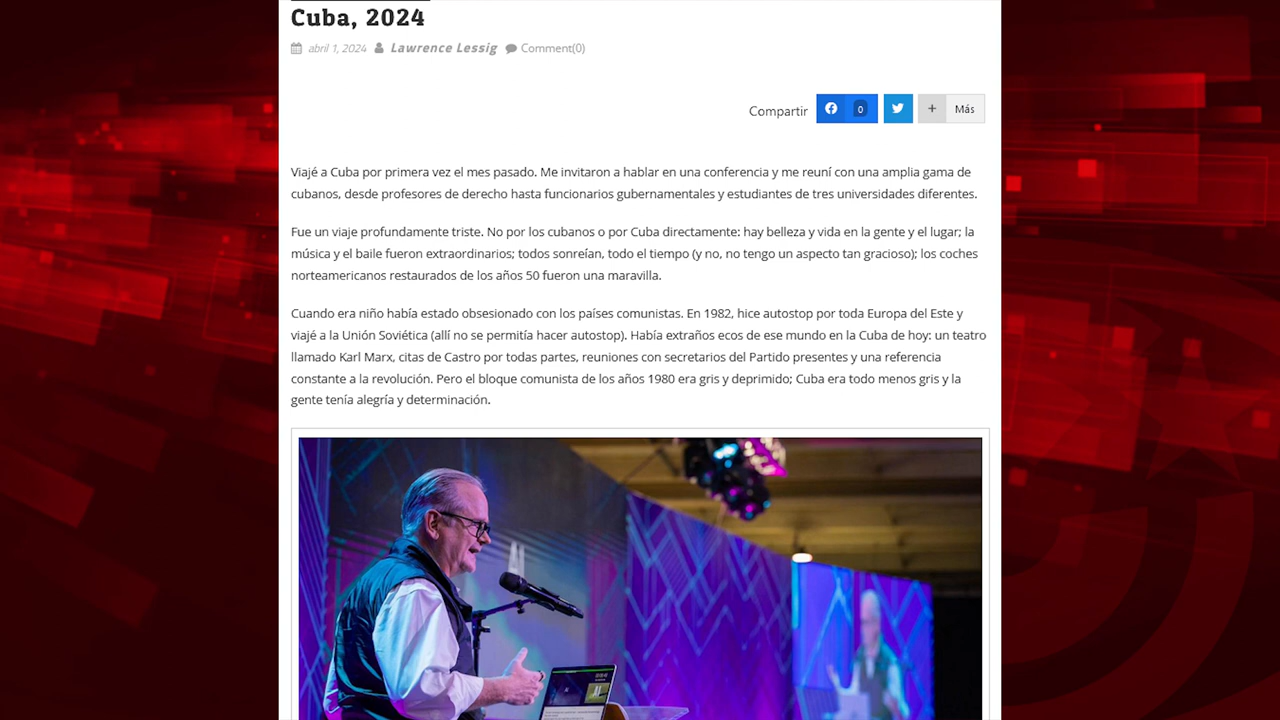 Cuba, 2024
abril 1, 2024 Lawrence Lessig Comment(0)
Compartir 0 + Más
Viajé a Cuba por primera vez el mes pasado. Me invitaron a hablar en una conferencia y me reuní con una amplia gama de
cubanos, desde profesores de derecho hasta funcionarios gubernamentales y estudiantes de tres universidades diferentes.
Fue un viaje profundamente triste. No por los cubanos o por Cuba directamente: hay belleza y vida en la gente y el lugar; la
música y el baile fueron extraordinarios; todos sonreían, todo el tiempo (y no, no tengo un aspecto tan gracioso); los coches
norteamericanos restaurados de los años 50 fueron una maravilla.
Cuando era niño había estado obsesionado con los países comunistas. En 1982, hice autostop por toda Europa del Este y
viajé a la Unión Soviética (allí no se permitía hacer autostop). Había extraños ecos de ese mundo en la Cuba de hoy: un teatro
llamado Karl Marx, citas de Castro por todas partes, reuniones con secretarios del Partido presentes y una referencia
constante a la revolución. Pero el bloque comunista de los años 1980 era gris y deprimido; Cuba era todo menos gris y la
gente tenía alegría y determinación.